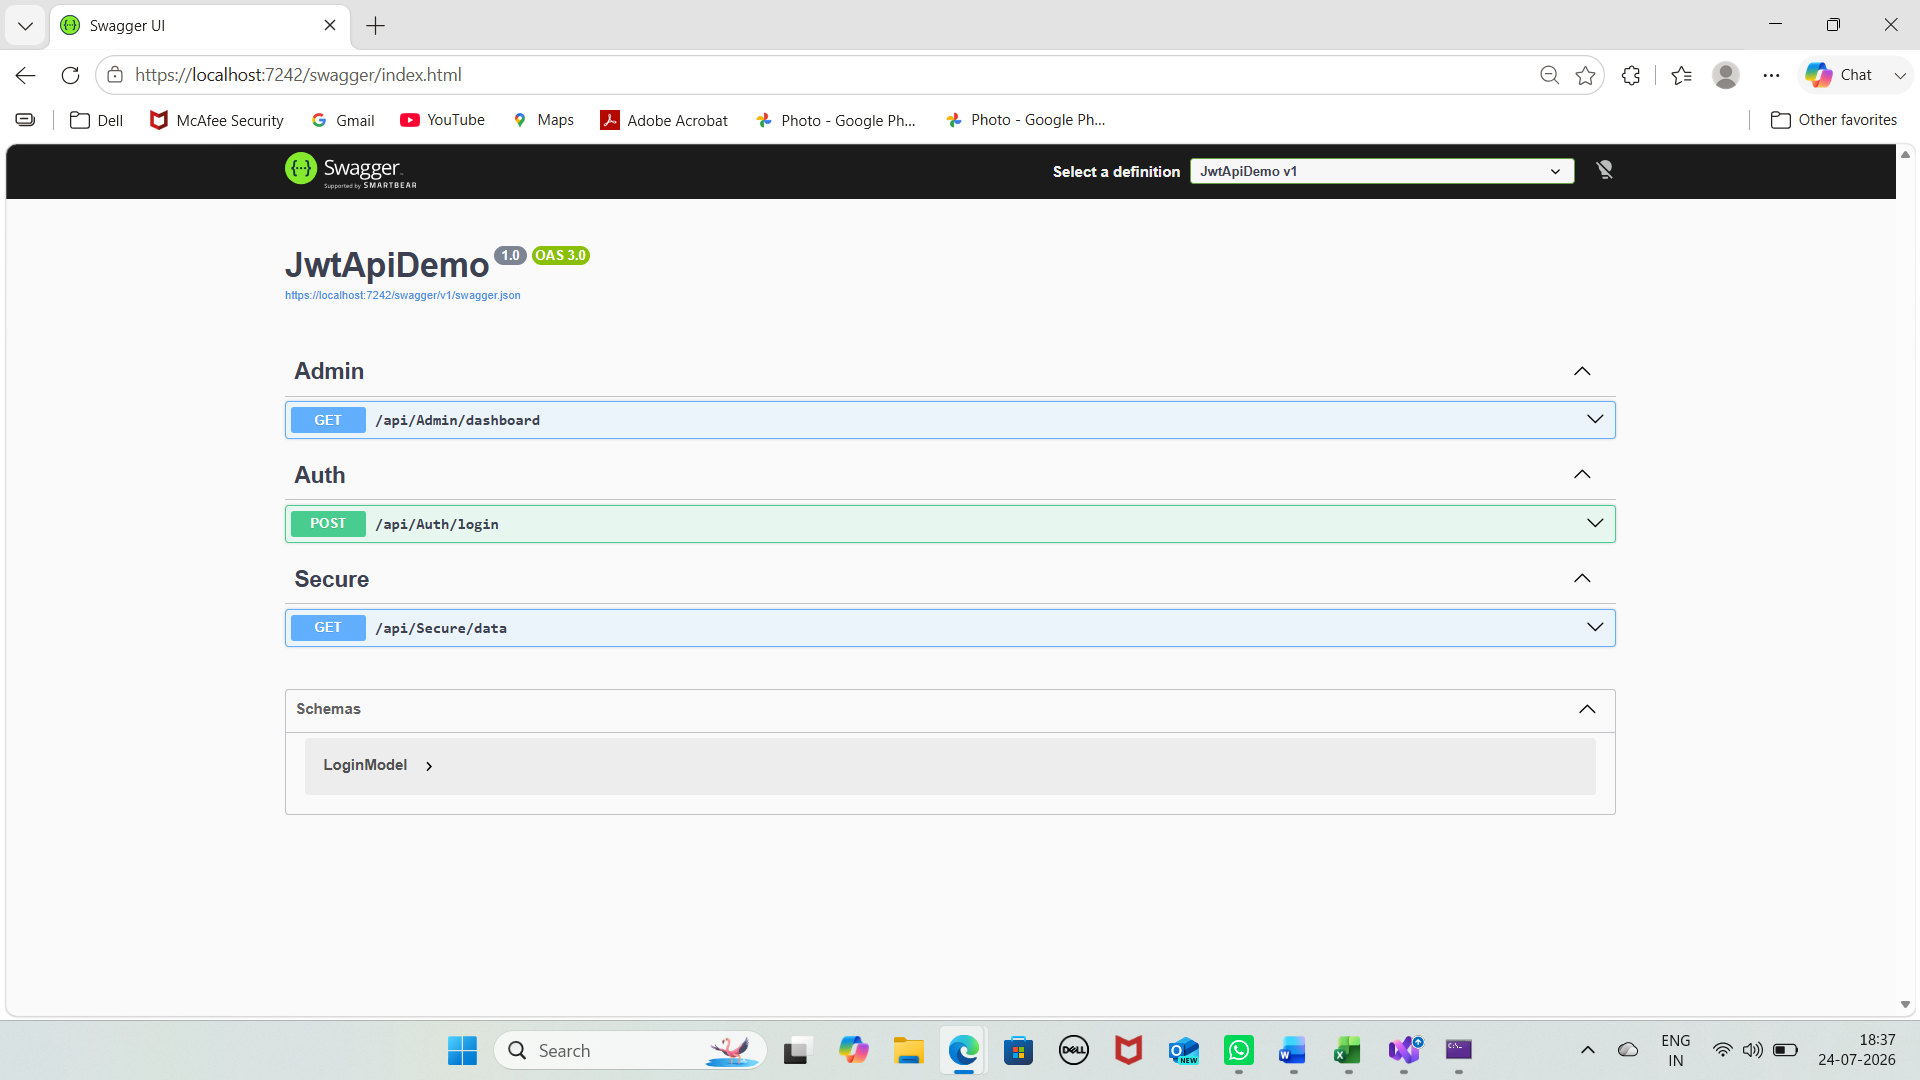 Swagger UI
https://localhost:7242/swagger/index.html
Chat
Dell
McAfee Security
Gmail
YouTube
Maps
Adobe Acrobat
Photo - Google Ph...
Photo - Google Ph...
Other favorites
Swagger
Supported by SMARTBEAR
Select a definition
JwtApiDemo v1
JwtApiDemo 1.0 OAS 3.0
https://localhost:7242/swagger/v1/swagger.json
Admin
GET /api/Admin/dashboard
Auth
POST /api/Auth/login
Secure
GET /api/Secure/data
Schemas
LoginModel
Search
DELL
NEW
ENG
IN
18:37
24-07-2026